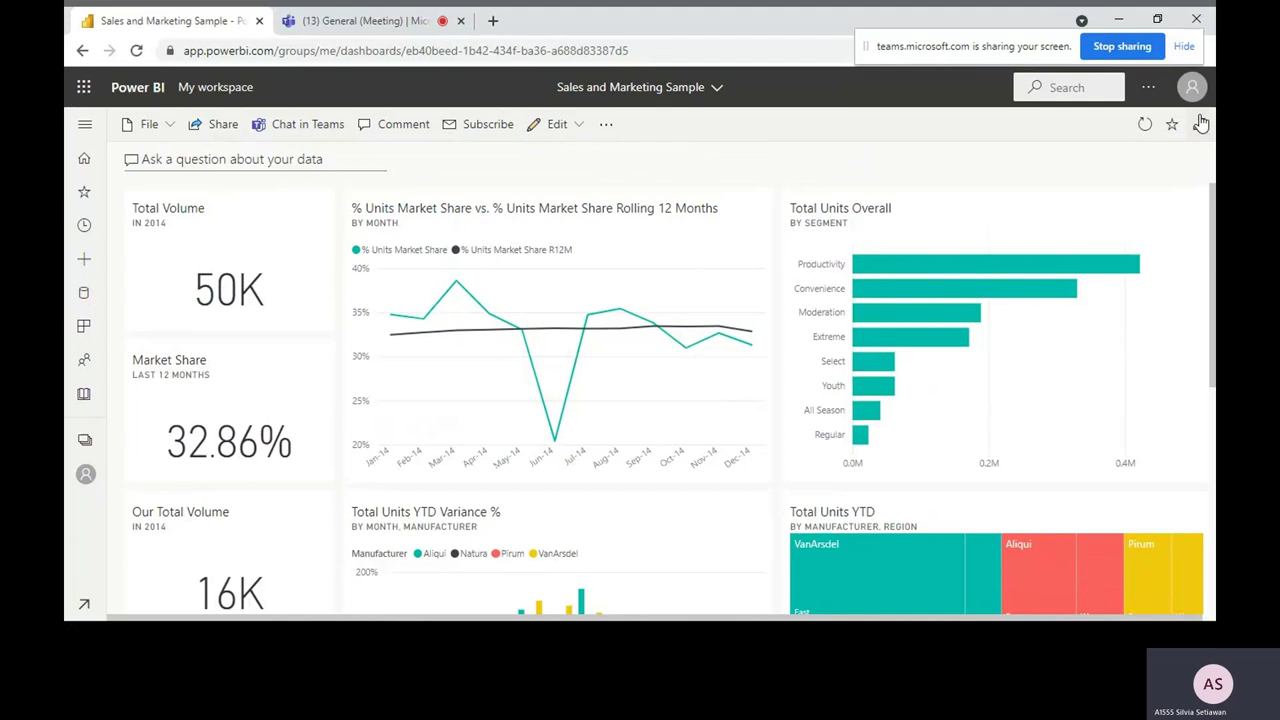 Sales and Marketing Sample - Po
(13) General (Meeting) | Micr
app.powerbi.com/groups/me/dashboards/eb40beed-1b42-434f-ba36-a688d83387d5
teams.microsoft.com is sharing your screen.
Stop sharing
Hide
Power BI
My workspace
Sales and Marketing Sample
Search
File
Share
Chat in Teams
Comment
Subscribe
Edit
Ask a question about your data
Total Volume
IN 2014
50K
Market Share
LAST 12 MONTHS
32.86%
Our Total Volume
IN 2014
16K
% Units Market Share vs. % Units Market Share Rolling 12 Months
BY MONTH
% Units Market Share
% Units Market Share R12M
40%
35%
30%
25%
20%
Jan-14
Feb-14
Mar-14
Apr-14
May-14
Jun-14
Jul-14
Aug-14
Sep-14
Oct-14
Nov-14
Dec-14
Total Units Overall
BY SEGMENT
Productivity
Convenience
Moderation
Extreme
Select
Youth
All Season
Regular
0.0M
0.2M
0.4M
Total Units YTD Variance %
BY MONTH, MANUFACTURER
Manufacturer Aliqui Natura Pirum VanArsdel
200%
Total Units YTD
BY MANUFACTURER, REGION
VanArsdel
Aliqui
Pirum
East
AS
A1555 Silvia Setiawan